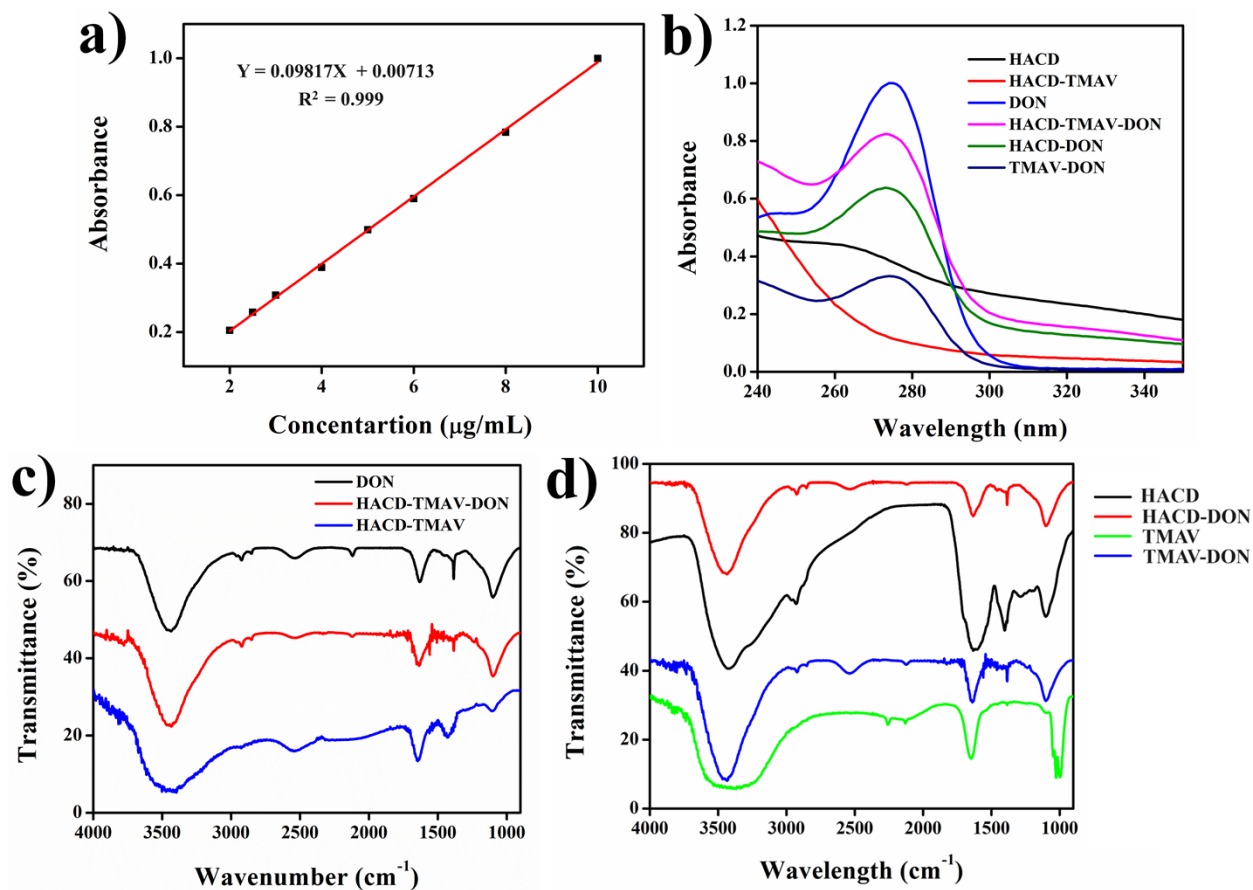 a)
Y = 0.09817X + 0.00713
R² = 0.999
Absorbance
1.0
0.8
0.6
0.4
0.2
2 4 6 8 10
Concentartion (μg/mL)
b)
HACD
HACD-TMAV
DON
HACD-TMAV-DON
HACD-DON
TMAV-DON
Absorbance
1.2
1.0
0.8
0.6
0.4
0.2
0.0
240 260 280 300 320 340
Wavelength (nm)
c)
DON
HACD-TMAV-DON
HACD-TMAV
Transmittance (%)
80
60
40
20
0
4000 3500 3000 2500 2000 1500 1000
Wavenumber (cm⁻¹)
d)
HACD
HACD-DON
TMAV
TMAV-DON
Transmittance (%)
100
80
60
40
20
0
4000 3500 3000 2500 2000 1500 1000
Wavelength (cm⁻¹)